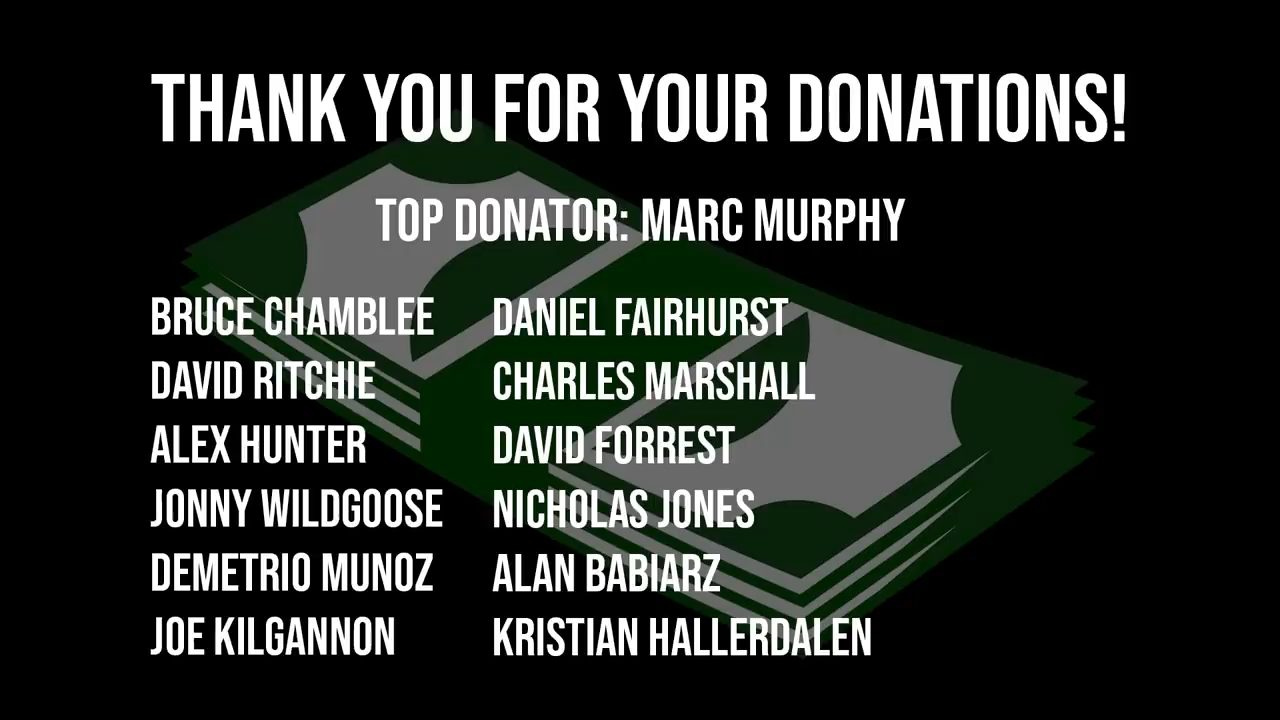 THANK YOU FOR YOUR DONATIONS!
TOP DONATOR: MARC MURPHY
BRUCE CHAMBLEE
DAVID RITCHIE
ALEX HUNTER
JONNY WILDGOOSE
DEMETRIO MUNOZ
JOE KILGANNON
DANIEL FAIRHURST
CHARLES MARSHALL
DAVID FORREST
NICHOLAS JONES
ALAN BABIARZ
KRISTIAN HALLERDALEN